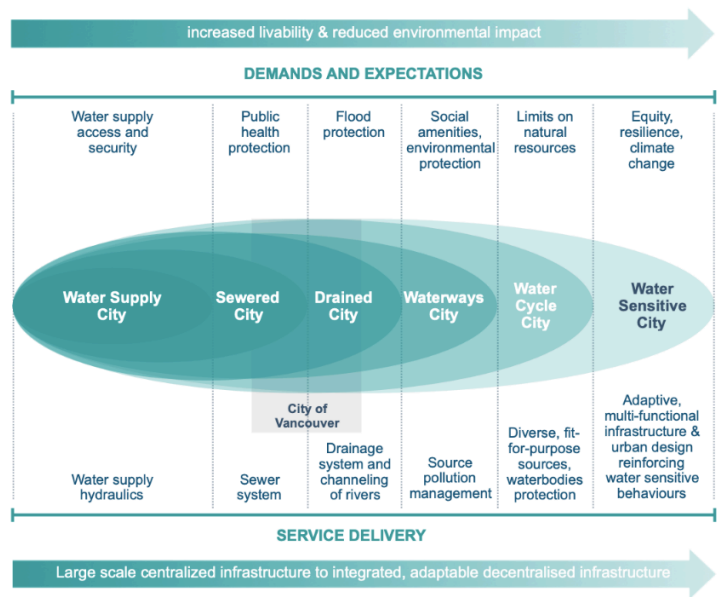 increased livability & reduced environmental impact
DEMANDS AND EXPECTATIONS
Water supply
access and
security
Public
health
protection
Flood
protection
Social
amenities,
environmental
protection
Limits on
natural
resources
Equity,
resilience,
climate
change
Water Supply
City
Sewered
City
Drained
City
Waterways
City
Water
Cycle
City
Water
Sensitive
City
City of
Vancouver
Water supply
hydraulics
Sewer
system
Drainage
system and
channeling
of rivers
Source
pollution
management
Diverse, fit-
for-purpose
sources,
waterbodies
protection
Adaptive,
multi-functional
infrastructure &
urban design
reinforcing
water sensitive
behaviours
SERVICE DELIVERY
Large scale centralized infrastructure to integrated, adaptable decentralised infrastructure